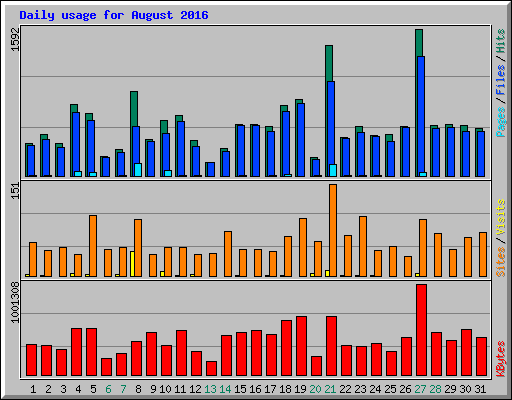 Daily usage for August 2016
1592
Pages / Files / Hits
151
Sites / Visits
1001308
KBytes
1 2 3 4 5 6 7 8 9 10 11 12 13 14 15 16 17 18 19 20 21 22 23 24 25 26 27 28 29 30 31